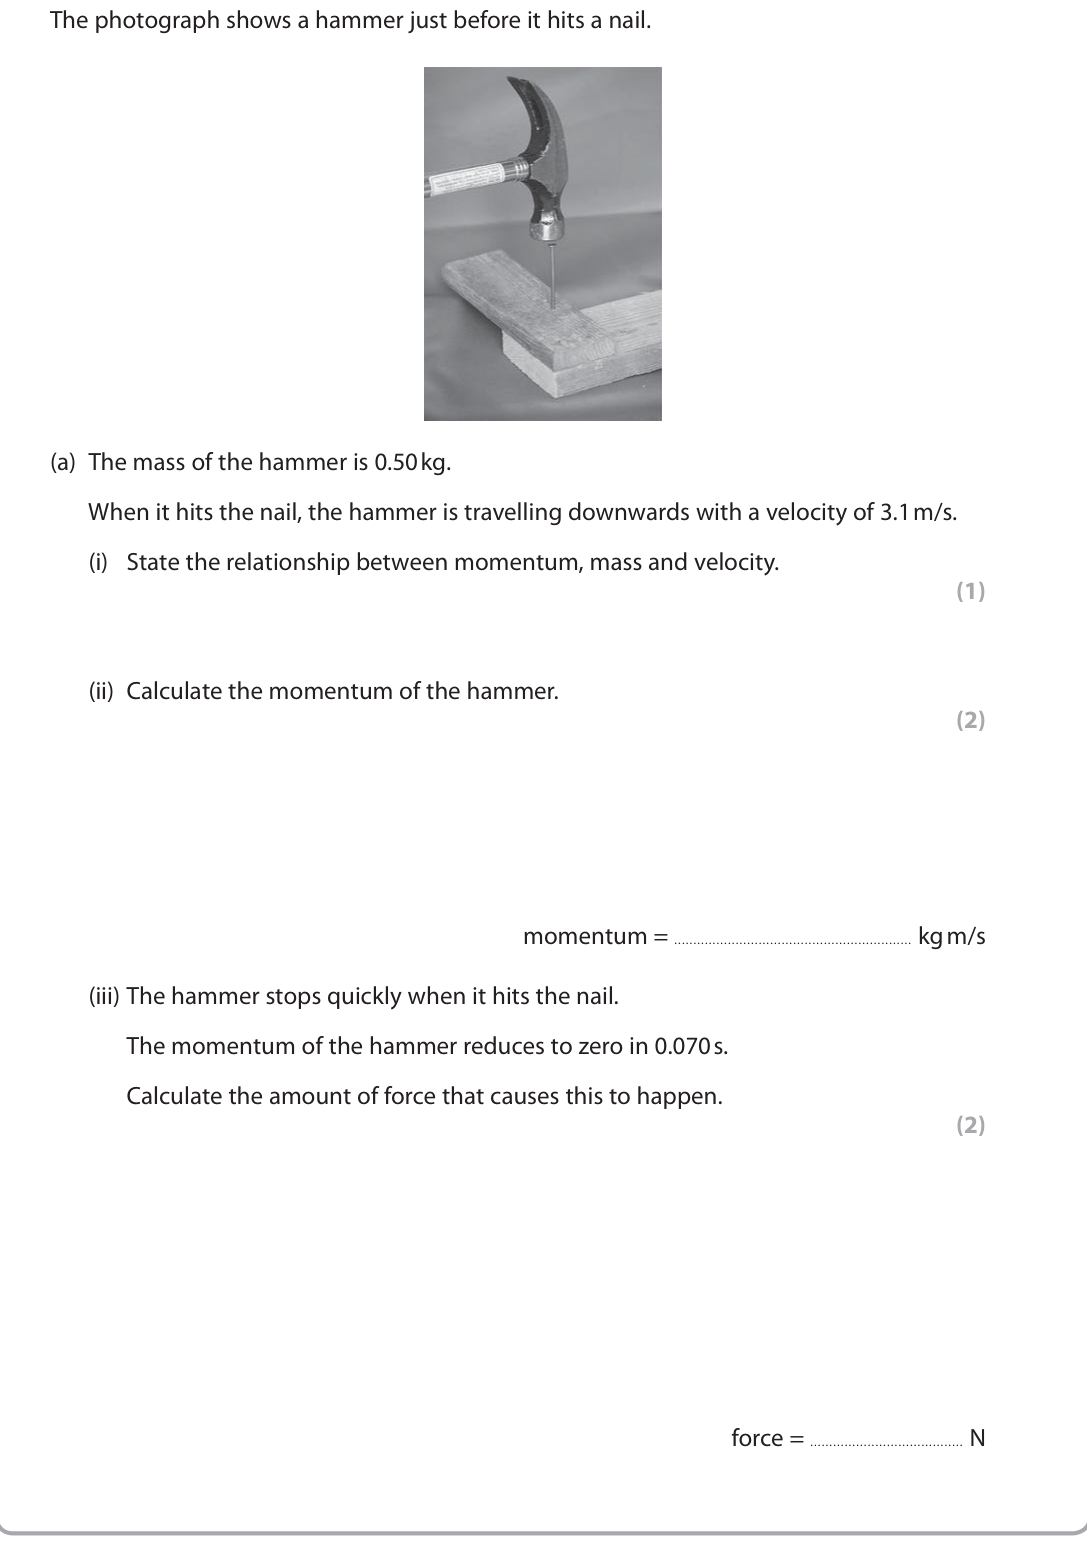 The photograph shows a hammer just before it hits a nail.
(a) The mass of the hammer is 0.50 kg.
When it hits the nail, the hammer is travelling downwards with a velocity of 3.1 m/s.
(i) State the relationship between momentum, mass and velocity.
(1)
(ii) Calculate the momentum of the hammer.
(2)
momentum = .............................................................. kg m/s
(iii) The hammer stops quickly when it hits the nail.
The momentum of the hammer reduces to zero in 0.070 s.
Calculate the amount of force that causes this to happen.
(2)
force = ........................................ N